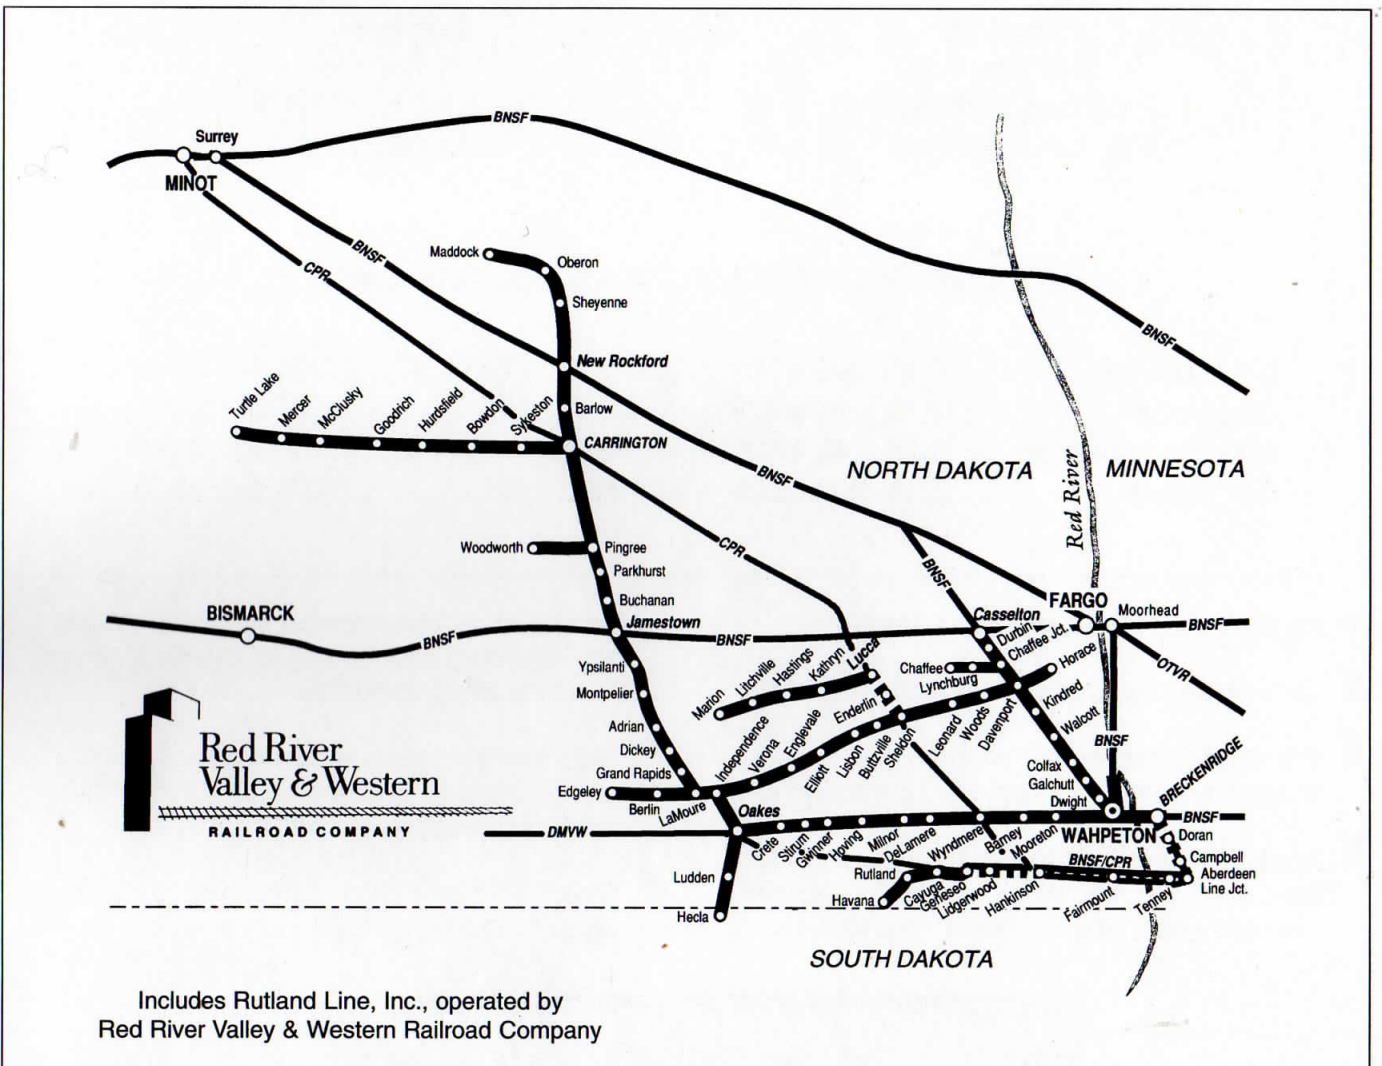 BNSF
Surrey
MINOT
BNSF
CPR
Maddock
Oberon
Sheyenne
BNSF
New Rockford
Turtle Lake
Mercer
McClusky
Goodrich
Hurdsfield
Bowdon
Sykeston
Barlow
CARRINGTON
BNSF
NORTH DAKOTA
MINNESOTA
Red River
CPR
Woodworth
Pingree
Parkhurst
Buchanan
BNSF
BISMARCK
BNSF
Jamestown
BNSF
Casselton
FARGO
Moorhead
BNSF
Durbin
Chaffee Jct.
Horace
OTVR
Chaffee
Lynchburg
Ypsilanti
Montpelier
Adrian
Dickey
Grand Rapids
Edgeley
Berlin
LaMoure
Marion
Litchville
Hastings
Kathryn
Lucca
Independence
Verona
Englevale
Enderlin
Elliott
Lisbon
Buttzville
Sheldon
Leonard
Woods
Davenport
Kindred
Walcott
BNSF
Colfax
Galchutt
Dwight
BRECKENRIDGE
Red River
Valley & Western
RAILROAD COMPANY
DMVW
Oakes
Crete
Stirum
Gwinner
Hoving
Milnor
DeLamere
Wyndmere
Barney
Mooreton
WAHPETON
BNSF
Doran
Campbell
Aberdeen
Line Jct.
BNSF/CPR
Ludden
Hecla
Rutland
Havana
Cayuga
Geneseo
Lidgerwood
Hankinson
Fairmount
Tenney
SOUTH DAKOTA
Includes Rutland Line, Inc., operated by
Red River Valley & Western Railroad Company